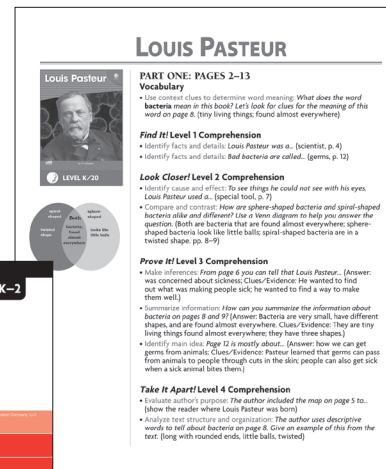 LOUIS PASTEUR
Louis Pasteur
LEVEL K/20
spiral shaped
Both:
sphere shaped
twisted shape
bacteria, found almost everywhere
looks like little balls
K–2
PART ONE: PAGES 2–13
Vocabulary
• Use context clues to determine word meaning: What does the word
bacteria mean in this book? Let's look for clues for the meaning of this
word on page 8. (tiny living things; found almost everywhere)
Find It! Level 1 Comprehension
• Identify facts and details: Louis Pasteur was a... (scientist, p. 4)
• Identify facts and details: Bad bacteria are called... (germs, p. 12)
Look Closer! Level 2 Comprehension
• Identify cause and effect: To see things he could not see with his eyes,
Louis Pasteur used a... (special tool, p. 7)
• Compare and contrast: How are sphere-shaped bacteria and spiral-shaped
bacteria alike and different? Use a Venn diagram to help you answer the
question. (Both are bacteria that are found almost everywhere; sphere-
shaped bacteria look like little balls; spiral-shaped bacteria are in a
twisted shape. pp. 8–9)
Prove It! Level 3 Comprehension
• Make inferences: From page 6 you can tell that Louis Pasteur... (Answer:
was concerned about sickness; Clues/Evidence: He wanted to find
out what was making people sick; he wanted to find a way to make
them well.)
• Summarize information: How can you summarize the information about
bacteria on pages 8 and 9? (Answer: Bacteria are very small, have different
shapes, and are found almost everywhere. Clues/Evidence: They are tiny
living things found almost everywhere; they have three shapes.)
• Identify main idea: Page 12 is mostly about... (Answer: how we can get
germs from animals; Clues/Evidence: Pasteur learned that germs can pass
from animals to people through cuts in the skin; people can also get sick
when a sick animal bites them.)
Take It Apart! Level 4 Comprehension
• Evaluate author's purpose: The author included the map on page 5 to...
(show the reader where Louis Pasteur was born)
• Analyze text structure and organization: The author uses descriptive
words to tell about bacteria on page 8. Give an example of this from the
text. (long with rounded ends, little balls, twisted)